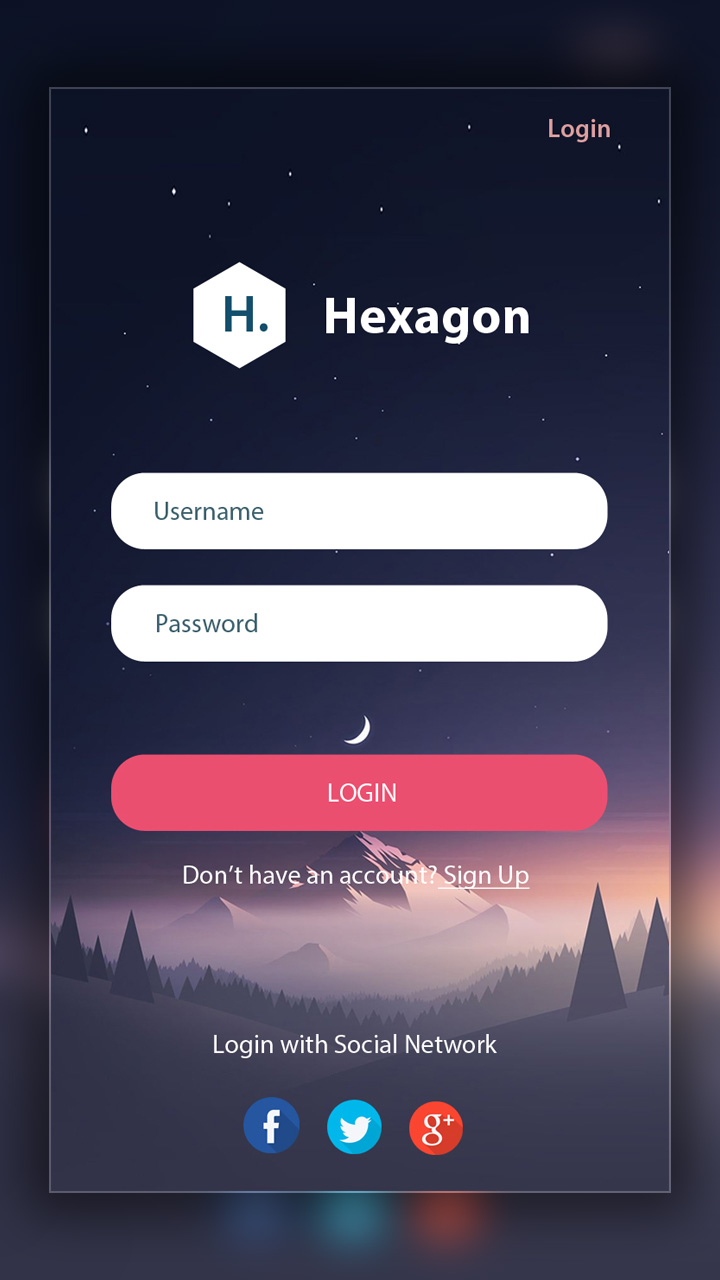 Login
H.
Hexagon
Username
Password
LOGIN
Don’t have an account? Sign Up
Login with Social Network
f
g+